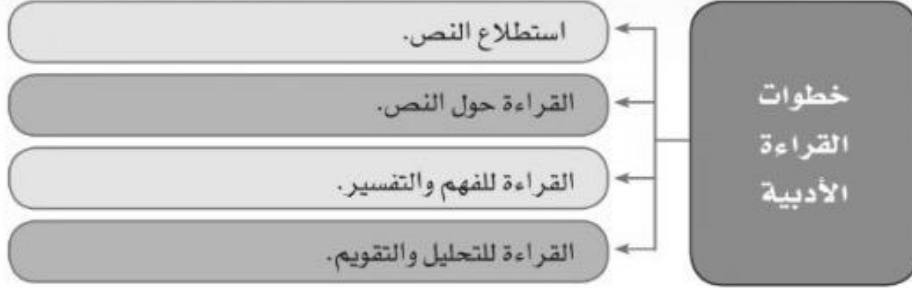 خطوات
القراءة
الأدبية
استطلاع النص.
القراءة حول النص.
القراءة للفهم والتفسير.
القراءة للتحليل والتقويم.